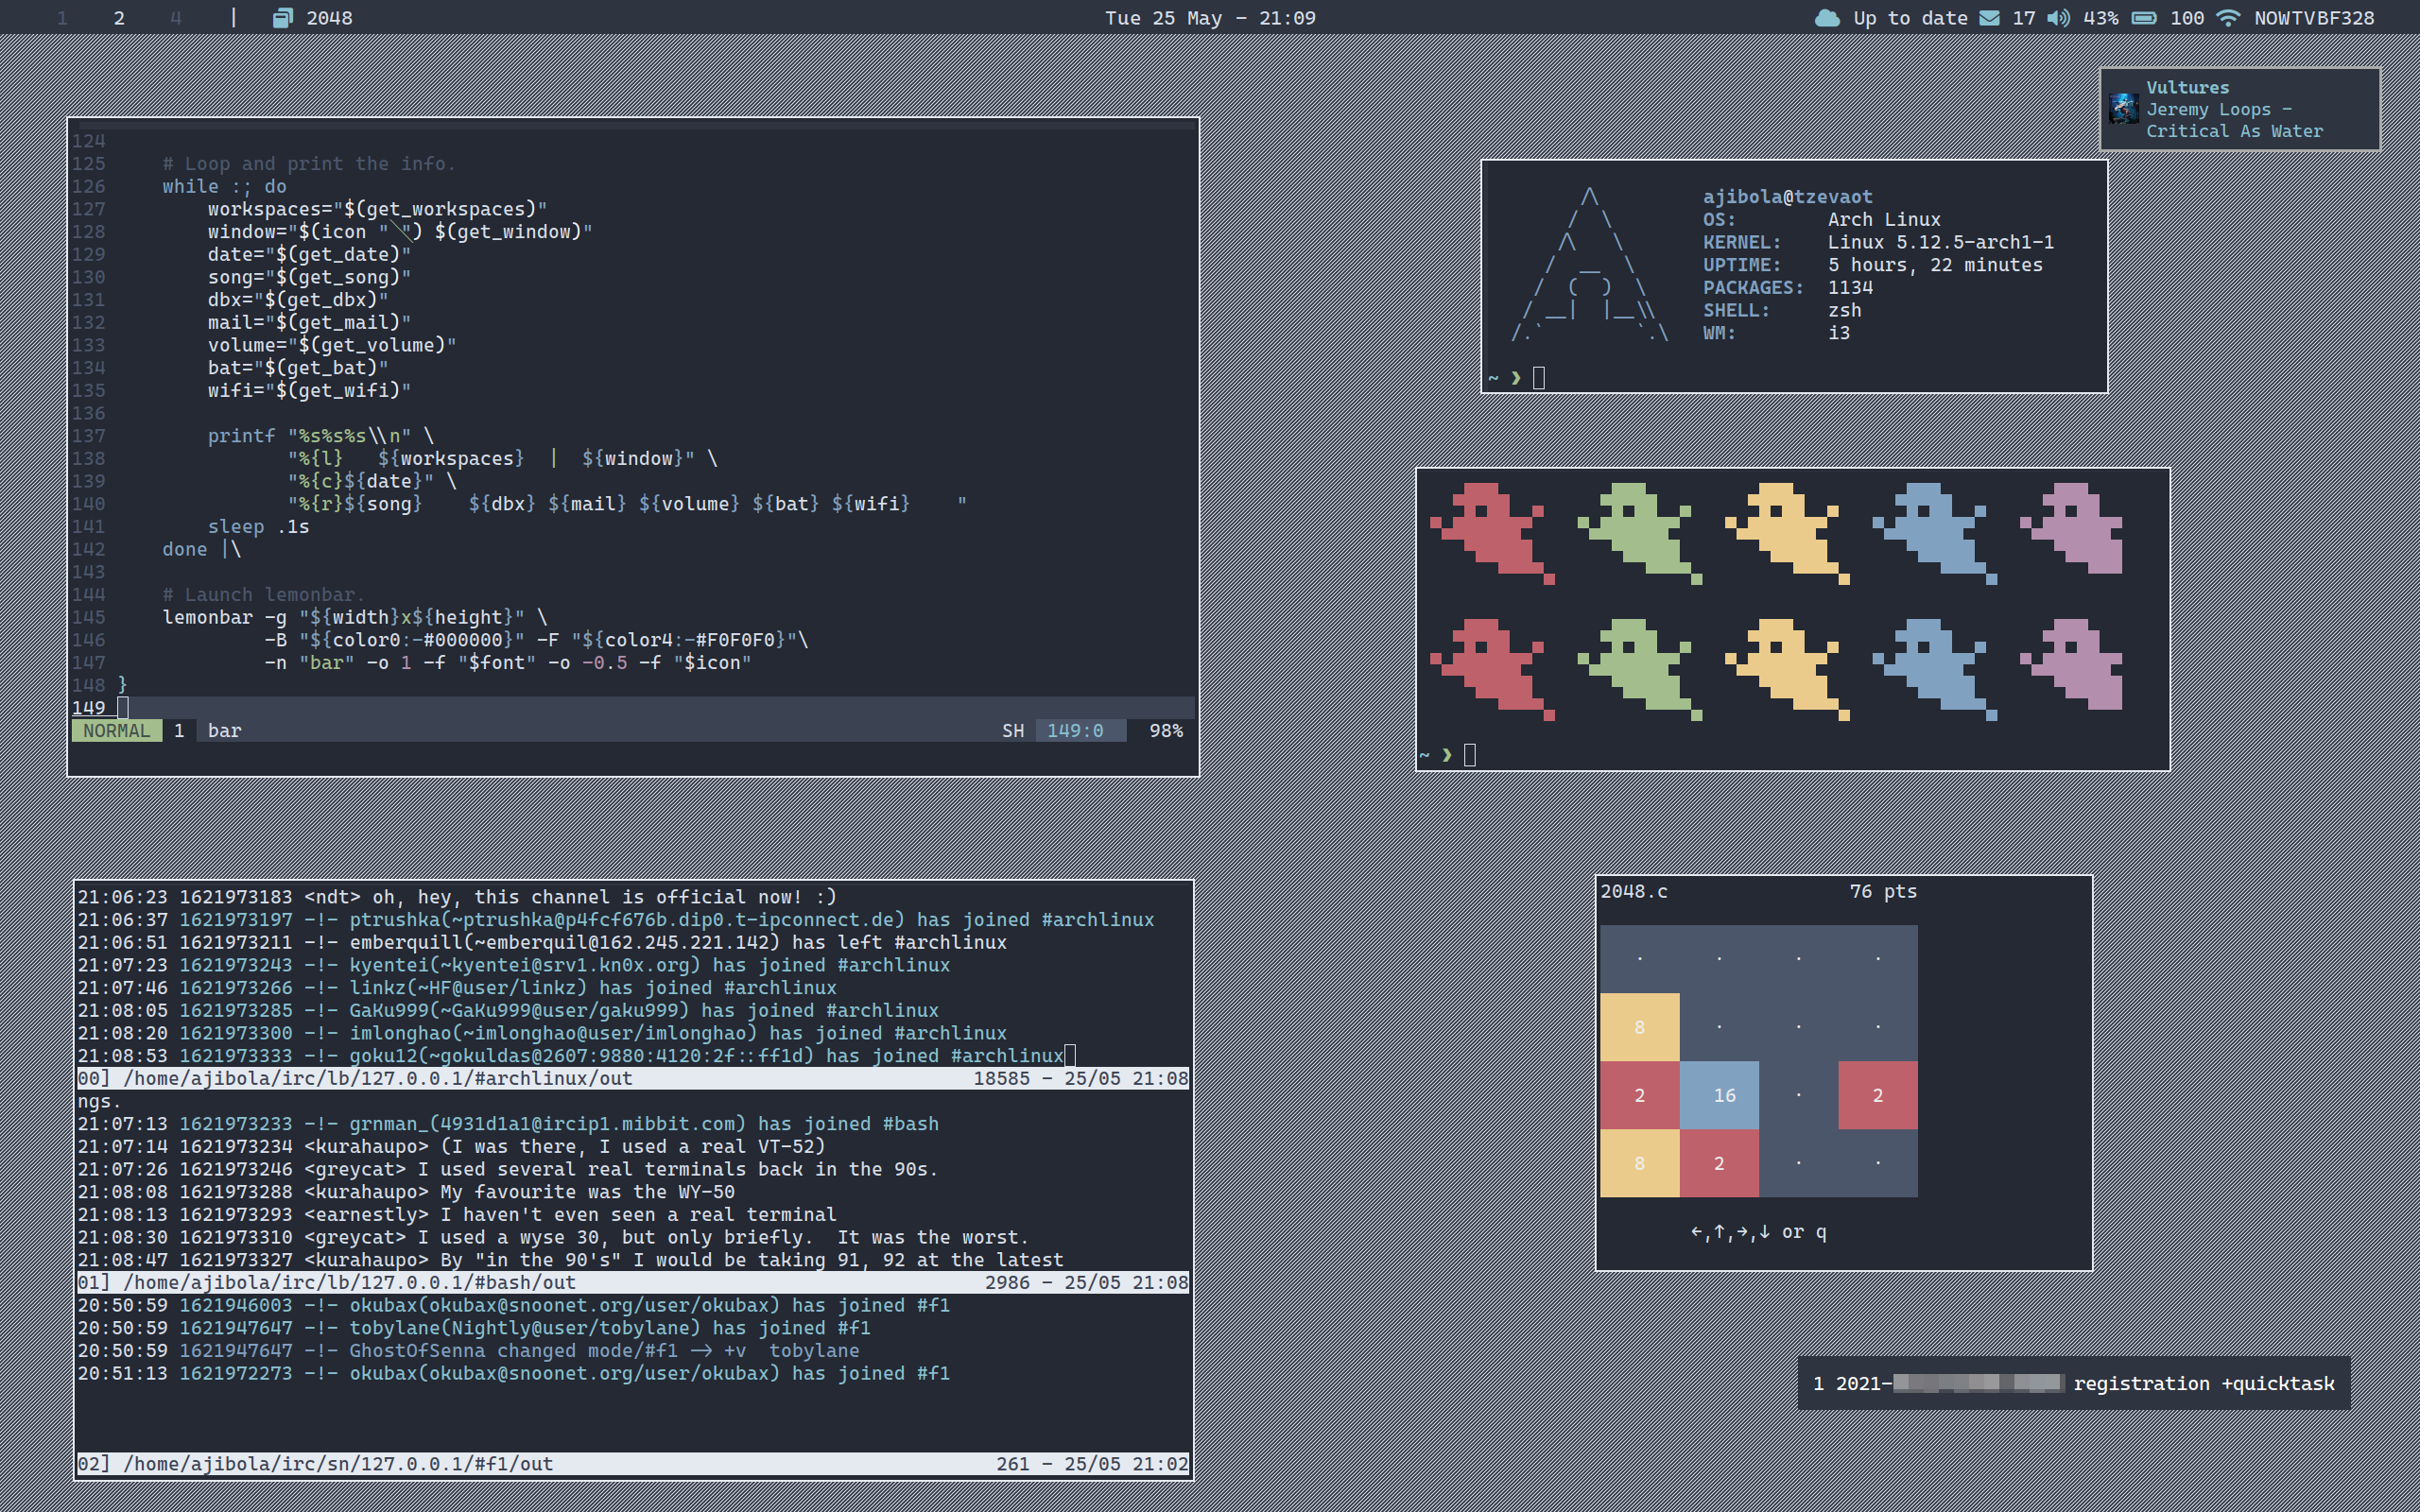 1 2 4 | 2048 Tue 25 May - 21:09 Up to date 17 43% 100 NOWTVBF328
Vultures
Jeremy Loops -
Critical As Water
124
125     # Loop and print the info.
126     while :; do
127         workspaces="$(get_workspaces)"
128         window="$(icon "\") $(get_window)"
129         date="$(get_date)"
130         song="$(get_song)"
131         dbx="$(get_dbx)"
132         mail="$(get_mail)"
133         volume="$(get_volume)"
134         bat="$(get_bat)"
135         wifi="$(get_wifi)"
136
137         printf "%s%s%s\\n" \
138                "%{l}   ${workspaces}  |  ${window}" \
139                "%{c}${date}" \
140                "%{r}${song}    ${dbx} ${mail} ${volume} ${bat} ${wifi}    "
141         sleep .1s
142     done |\
143
144     # Launch lemonbar.
145     lemonbar -g "${width}x${height}" \
146              -B "${color0:-#000000}" -F "${color4:-#F0F0F0}"\
147              -n "bar" -o 1 -f "$font" -o -0.5 -f "$icon"
148 }
149
NORMAL 1 bar SH 149:0 98%
ajibola@tzevaot
OS: Arch Linux
KERNEL: Linux 5.12.5-arch1-1
UPTIME: 5 hours, 22 minutes
PACKAGES: 1134
SHELL: zsh
WM: i3
~ ❯
~ ❯
21:06:23 1621973183 <ndt> oh, hey, this channel is official now! :)
21:06:37 1621973197 -!- ptrushka(~ptrushka@p4fcf676b.dip0.t-ipconnect.de) has joined #archlinux
21:06:51 1621973211 -!- emberquill(~emberquil@162.245.221.142) has left #archlinux
21:07:23 1621973243 -!- kyentei(~kyentei@srv1.kn0x.org) has joined #archlinux
21:07:46 1621973266 -!- linkz(~HF@user/linkz) has joined #archlinux
21:08:05 1621973285 -!- GaKu999(~GaKu999@user/gaku999) has joined #archlinux
21:08:20 1621973300 -!- imlonghao(~imlonghao@user/imlonghao) has joined #archlinux
21:08:53 1621973333 -!- goku12(~gokuldas@2607:9880:4120:2f::ff1d) has joined #archlinux
00] /home/ajibola/irc/lb/127.0.0.1/#archlinux/out 18585 - 25/05 21:08
ngs.
21:07:13 1621973233 -!- grnman_(4931d1a1@ircip1.mibbit.com) has joined #bash
21:07:14 1621973234 <kurahaupo> (I was there, I used a real VT-52)
21:07:26 1621973246 <greycat> I used several real terminals back in the 90s.
21:08:08 1621973288 <kurahaupo> My favourite was the WY-50
21:08:13 1621973293 <earnestly> I haven't even seen a real terminal
21:08:30 1621973310 <greycat> I used a wyse 30, but only briefly.  It was the worst.
21:08:47 1621973327 <kurahaupo> By "in the 90's" I would be taking 91, 92 at the latest
01] /home/ajibola/irc/lb/127.0.0.1/#bash/out 2986 - 25/05 21:08
20:50:59 1621946003 -!- okubax(okubax@snoonet.org/user/okubax) has joined #f1
20:50:59 1621947647 -!- tobylane(Nightly@user/tobylane) has joined #f1
20:50:59 1621947647 -!- GhostOfSenna changed mode/#f1 -> +v  tobylane
20:51:13 1621972273 -!- okubax(okubax@snoonet.org/user/okubax) has joined #f1
02] /home/ajibola/irc/sn/127.0.0.1/#f1/out 261 - 25/05 21:02
2048.c 76 pts
· · · ·
8 · · ·
2 16 · 2
8 2 · ·
←,↑,→,↓ or q
1 2021- registration +quicktask